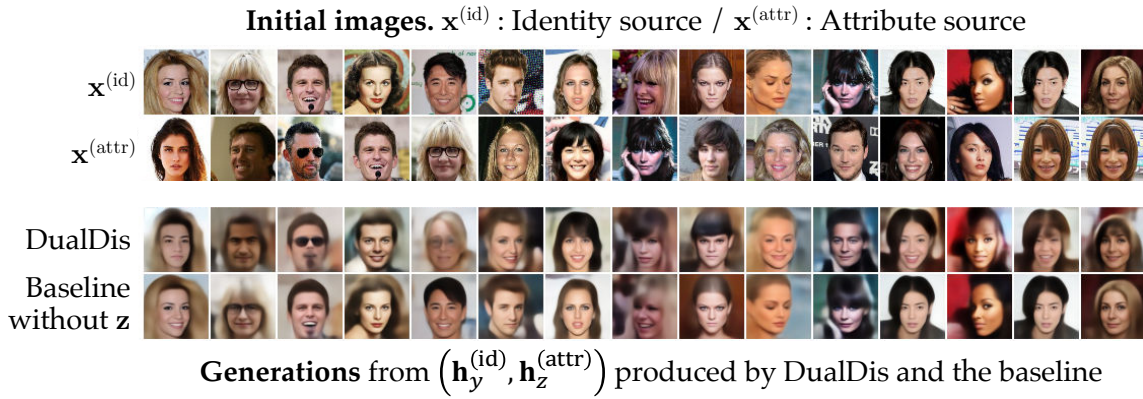 Initial images. x^(id) : Identity source / x^(attr) : Attribute source
x^(id)
x^(attr)
DualDis
Baseline
without z
Generations from (h_y^(id), h_z^(attr)) produced by DualDis and the baseline